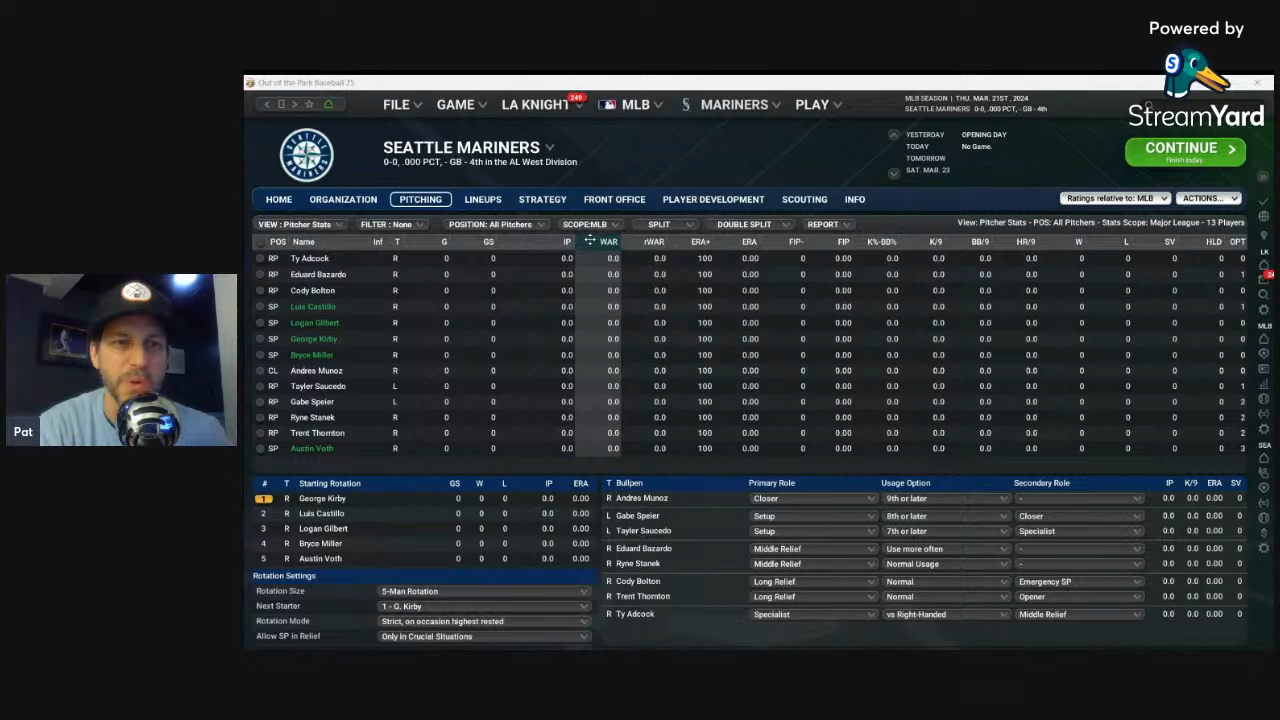 Powered by
StreamYard
Out of the Park Baseball 25
FILE GAME LA KNIGHT 249 MLB S MARINERS PLAY
MLB SEASON | THU. MAR. 21ST, 2024
SEATTLE MARINERS 0-0, .000 PCT, - GB - 4th
SEATTLE MARINERS
0-0, .000 PCT, - GB - 4th in the AL West Division
YESTERDAY OPENING DAY
TODAY No Game.
TOMORROW
SAT. MAR. 23
CONTINUE
Finish today.
HOME ORGANIZATION PITCHING LINEUPS STRATEGY FRONT OFFICE PLAYER DEVELOPMENT SCOUTING INFO Ratings relative to: MLB ACTIONS...
VIEW : Pitcher Stats FILTER : None POSITION: All Pitchers SCOPE:MLB SPLIT DOUBLE SPLIT REPORT View: Pitcher Stats - POS: All Pitchers - Stats Scope: Major League - 13 Players
POS Name Inf T G GS IP WAR rWAR ERA+ ERA FIP- FIP K%-BB% K/9 BB/9 HR/9 W L SV HLD OPT
RP Ty Adcock R 0 0 0.0 0.0 0.0 100 0.00 0 0.00 0.0 0.0 0.0 0.0 0 0 0 0 0
RP Eduard Bazardo R 0 0 0.0 0.0 0.0 100 0.00 0 0.00 0.0 0.0 0.0 0.0 0 0 0 0 1
RP Cody Bolton R 0 0 0.0 0.0 0.0 100 0.00 0 0.00 0.0 0.0 0.0 0.0 0 0 0 0 0
SP Luis Castillo R 0 0 0.0 0.0 0.0 100 0.00 0 0.00 0.0 0.0 0.0 0.0 0 0 0 0 1
SP Logan Gilbert R 0 0 0.0 0.0 0.0 100 0.00 0 0.00 0.0 0.0 0.0 0.0 0 0 0 0 0
SP George Kirby R 0 0 0.0 0.0 0.0 100 0.00 0 0.00 0.0 0.0 0.0 0.0 0 0 0 0 0
SP Bryce Miller R 0 0 0.0 0.0 0.0 100 0.00 0 0.00 0.0 0.0 0.0 0.0 0 0 0 0 0
CL Andres Munoz R 0 0 0.0 0.0 0.0 100 0.00 0 0.00 0.0 0.0 0.0 0.0 0 0 0 0 0
RP Tayler Saucedo L 0 0 0.0 0.0 0.0 100 0.00 0 0.00 0.0 0.0 0.0 0.0 0 0 0 0 1
RP Gabe Speier L 0 0 0.0 0.0 0.0 100 0.00 0 0.00 0.0 0.0 0.0 0.0 0 0 0 0 2
RP Ryne Stanek R 0 0 0.0 0.0 0.0 100 0.00 0 0.00 0.0 0.0 0.0 0.0 0 0 0 0 2
RP Trent Thornton R 0 0 0.0 0.0 0.0 100 0.00 0 0.00 0.0 0.0 0.0 0.0 0 0 0 0 2
SP Austin Voth R 0 0 0.0 0.0 0.0 100 0.00 0 0.00 0.0 0.0 0.0 0.0 0 0 0 0 3
# T Starting Rotation GS W L IP ERA
1 R George Kirby 0 0 0 0.0 0.00
2 R Luis Castillo 0 0 0 0.0 0.00
3 R Logan Gilbert 0 0 0 0.0 0.00
4 R Bryce Miller 0 0 0 0.0 0.00
5 R Austin Voth 0 0 0 0.0 0.00
Rotation Settings
Rotation Size 5-Man Rotation
Next Starter 1 - G. Kirby
Rotation Mode Strict, on occasion highest rested
Allow SP in Relief Only in Crucial Situations
T Bullpen Primary Role Usage Option Secondary Role IP K/9 ERA SV
R Andres Munoz Closer 9th or later - 0.0 0.0 0.00 0
L Gabe Speier Setup 8th or later Closer 0.0 0.0 0.00 0
L Tayler Saucedo Setup 7th or later Specialist 0.0 0.0 0.00 0
R Eduard Bazardo Middle Relief Use more often - 0.0 0.0 0.00 0
R Ryne Stanek Middle Relief Normal Usage - 0.0 0.0 0.00 0
R Cody Bolton Long Relief Normal Emergency SP 0.0 0.0 0.00 0
R Trent Thornton Long Relief Normal Opener 0.0 0.0 0.00 0
R Ty Adcock Specialist vs Right-Handed Middle Relief 0.0 0.0 0.00 0
LK
MLB
SEA
Pat